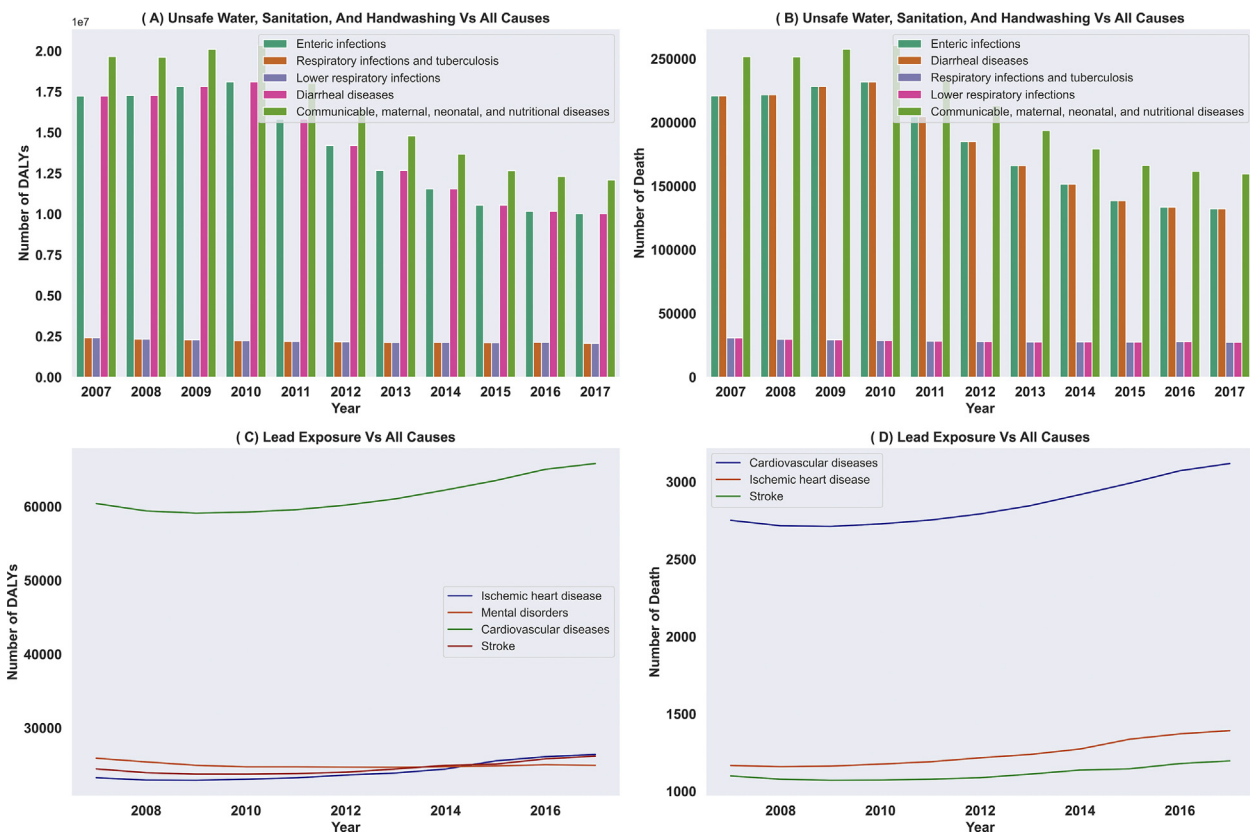 ( A) Unsafe Water, Sanitation, And Handwashing Vs All Causes
1e7
2.00
1.75
1.50
1.25
1.00
0.75
0.50
0.25
0.00
Number of DALYs
Enteric infections
Respiratory infections and tuberculosis
Lower respiratory infections
Diarrheal diseases
Communicable, maternal, neonatal, and nutritional diseases
2007 2008 2009 2010 2011 2012 2013 2014 2015 2016 2017
Year
( B) Unsafe Water, Sanitation, And Handwashing Vs All Causes
250000
200000
150000
100000
50000
0
Number of Death
Enteric infections
Diarrheal diseases
Respiratory infections and tuberculosis
Lower respiratory infections
Communicable, maternal, neonatal, and nutritional diseases
2007 2008 2009 2010 2011 2012 2013 2014 2015 2016 2017
Year
( C) Lead Exposure Vs All Causes
60000
50000
40000
30000
Number of DALYs
Ischemic heart disease
Mental disorders
Cardiovascular diseases
Stroke
2008 2010 2012 2014 2016
Year
( D) Lead Exposure Vs All Causes
3000
2500
2000
1500
1000
Number of Death
Cardiovascular diseases
Ischemic heart disease
Stroke
2008 2010 2012 2014 2016
Year